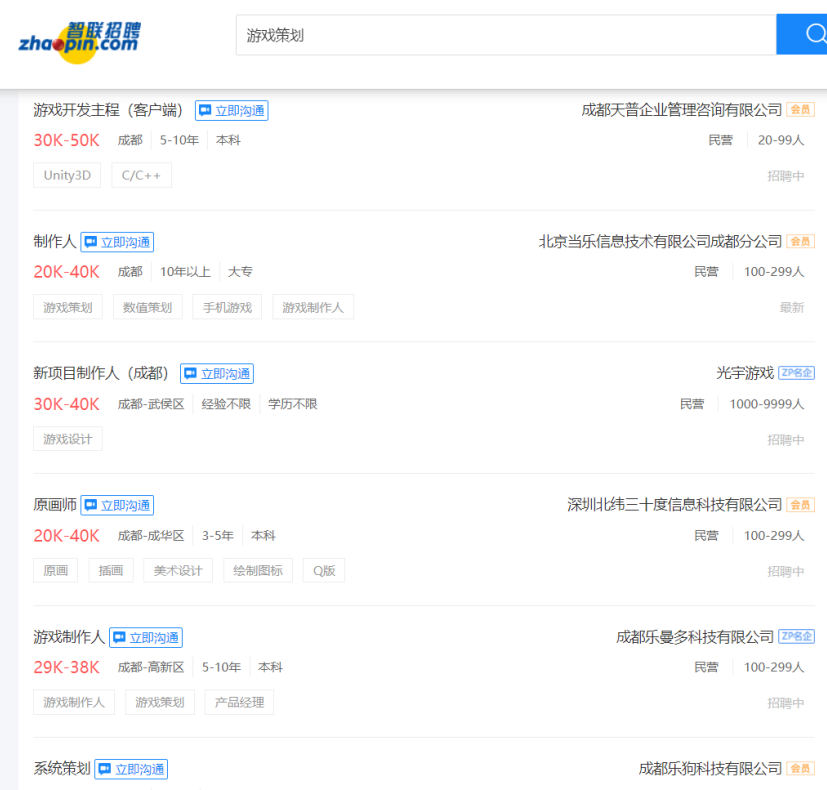 智联招聘
zhaopin.com
游戏策划
游戏开发主程（客户端） 立即沟通 成都天普企业管理咨询有限公司 会员
30K-50K 成都 5-10年 本科 民营 20-99人
Unity3D C/C++ 招聘中
制作人 立即沟通 北京当乐信息技术有限公司成都分公司 会员
20K-40K 成都 10年以上 大专 民营 100-299人
游戏策划 数值策划 手机游戏 游戏制作人 最新
新项目制作人（成都） 立即沟通 光宇游戏 ZP名企
30K-40K 成都-武侯区 经验不限 学历不限 民营 1000-9999人
游戏设计 招聘中
原画师 立即沟通 深圳北纬三十度信息科技有限公司 会员
20K-40K 成都-成华区 3-5年 本科 民营 100-299人
原画 插画 美术设计 绘制图标 Q版 招聘中
游戏制作人 立即沟通 成都乐曼多科技有限公司 ZP名企
29K-38K 成都-高新区 5-10年 本科 民营 100-299人
游戏制作人 游戏策划 产品经理 招聘中
系统策划 立即沟通 成都乐狗科技有限公司 会员